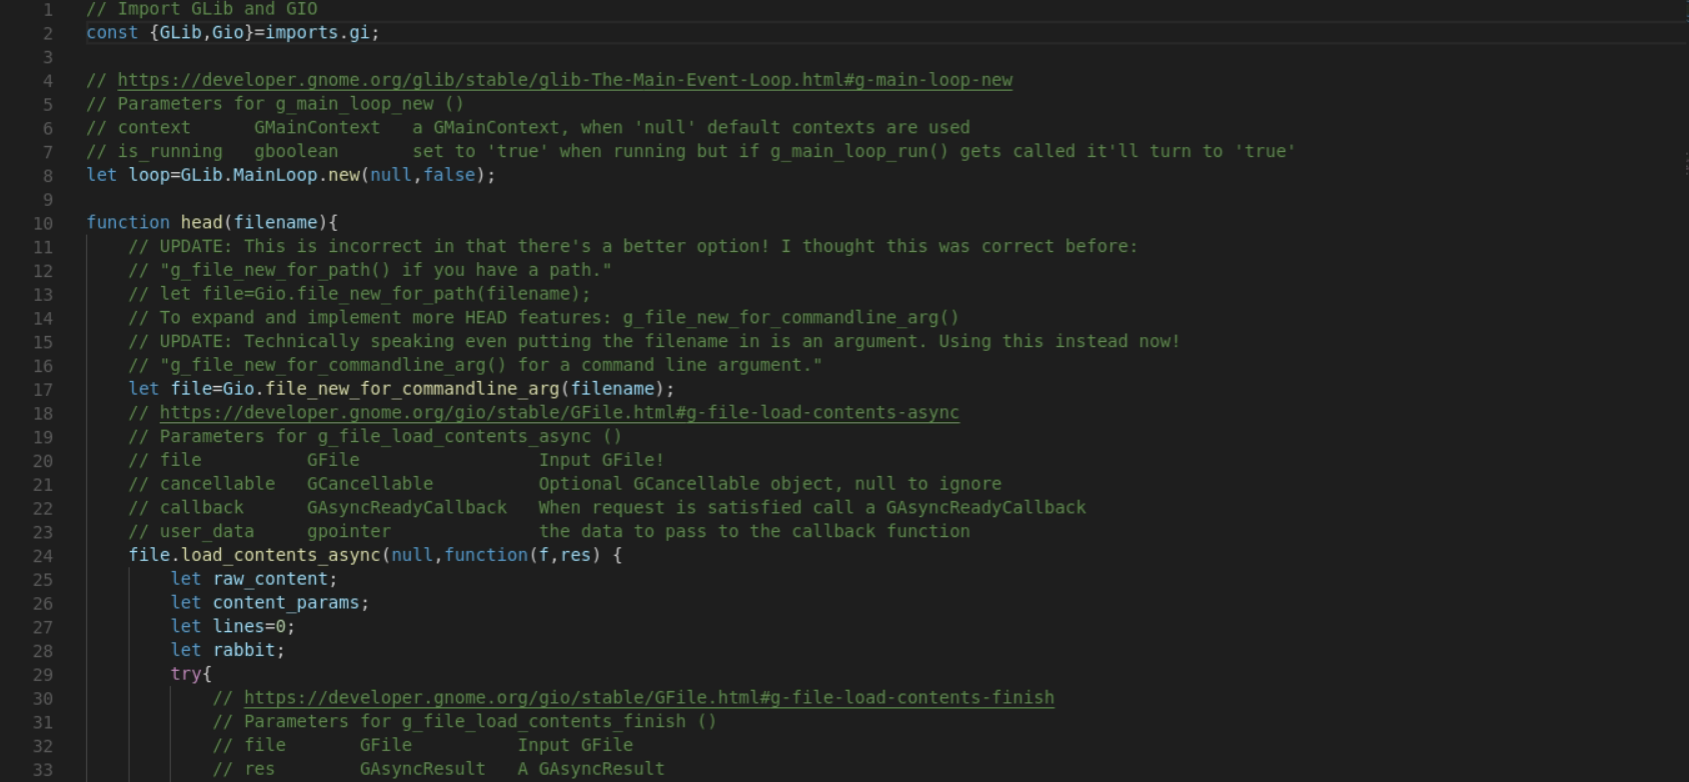 1 // Import GLib and GIO
2 const {GLib,Gio}=imports.gi;
3
4 // https://developer.gnome.org/glib/stable/glib-The-Main-Event-Loop.html#g-main-loop-new
5 // Parameters for g_main_loop_new ()
6 // context      GMainContext   a GMainContext, when 'null' default contexts are used
7 // is_running   gboolean       set to 'true' when running but if g_main_loop_run() gets called it'll turn to 'true'
8 let loop=GLib.MainLoop.new(null,false);
9
10 function head(filename){
11     // UPDATE: This is incorrect in that there's a better option! I thought this was correct before:
12     // "g_file_new_for_path() if you have a path."
13     // let file=Gio.file_new_for_path(filename);
14     // To expand and implement more HEAD features: g_file_new_for_commandline_arg()
15     // UPDATE: Technically speaking even putting the filename in is an argument. Using this instead now!
16     // "g_file_new_for_commandline_arg() for a command line argument."
17     let file=Gio.file_new_for_commandline_arg(filename);
18     // https://developer.gnome.org/gio/stable/GFile.html#g-file-load-contents-async
19     // Parameters for g_file_load_contents_async ()
20     // file          GFile                 Input GFile!
21     // cancellable   GCancellable          Optional GCancellable object, null to ignore
22     // callback      GAsyncReadyCallback   When request is satisfied call a GAsyncReadyCallback
23     // user_data     gpointer              the data to pass to the callback function
24     file.load_contents_async(null,function(f,res) {
25         let raw_content;
26         let content_params;
27         let lines=0;
28         let rabbit;
29         try{
30             // https://developer.gnome.org/gio/stable/GFile.html#g-file-load-contents-finish
31             // Parameters for g_file_load_contents_finish ()
32             // file       GFile          Input GFile
33             // res        GAsyncResult   A GAsyncResult